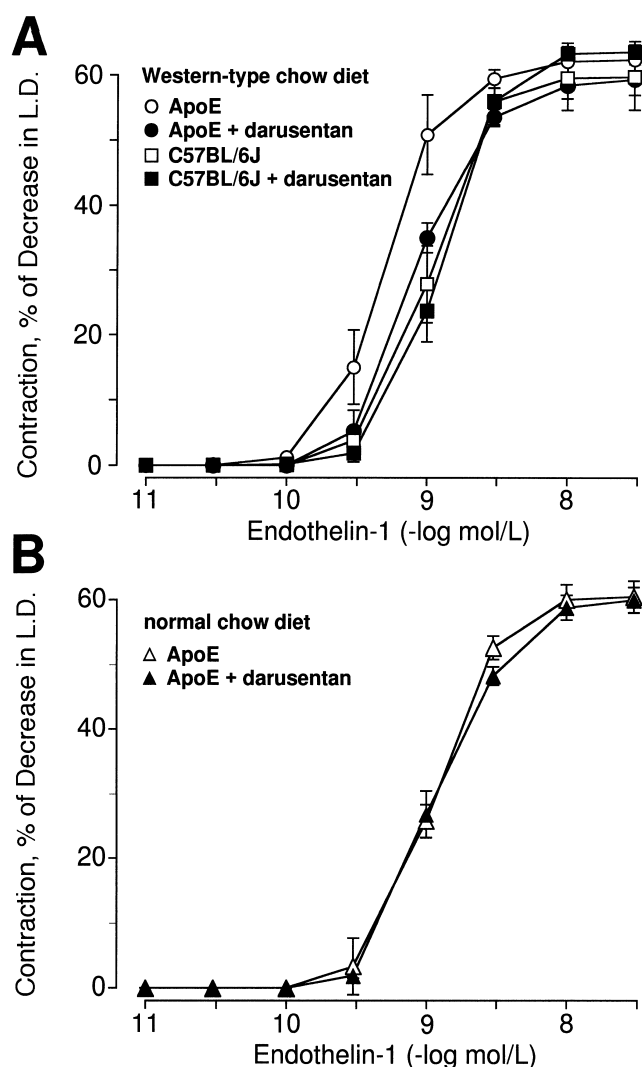 A
Contraction, % of Decrease in L.D.
Western-type chow diet
ApoE
ApoE + darusentan
C57BL/6J
C57BL/6J + darusentan
60
40
20
0
11 10 9 8
Endothelin-1 (-log mol/L)
B
Contraction, % of Decrease in L.D.
normal chow diet
ApoE
ApoE + darusentan
60
40
20
0
11 10 9 8
Endothelin-1 (-log mol/L)